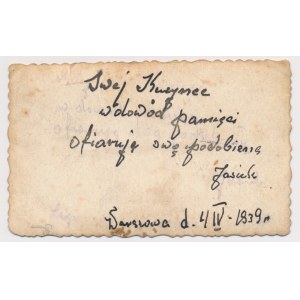 Swej Kuzynce
w dowód pamięci
ofiaruję swą podobiznę
Jasiek
Warszawa d. 4/IV-1939 r